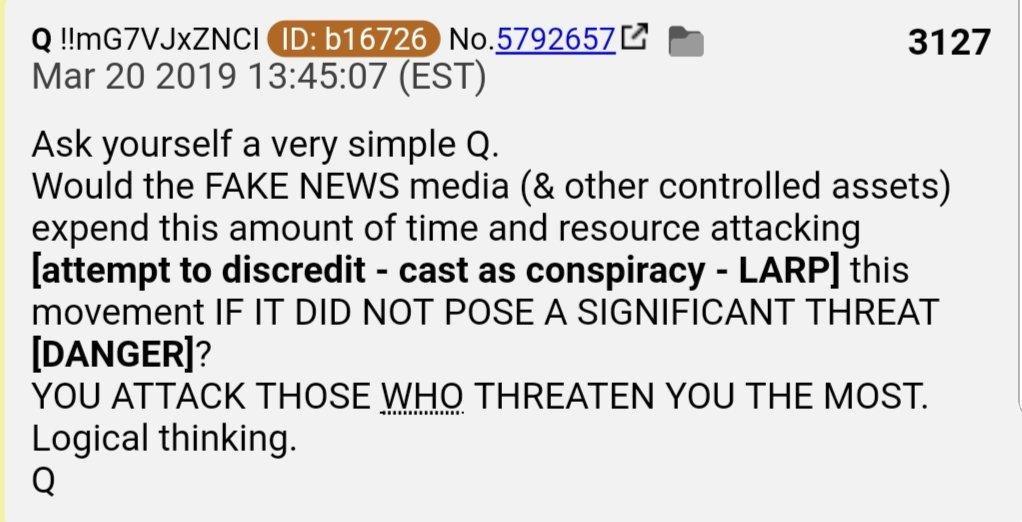 Q !!mG7VJxZNCI ID: b16726 No.5792657 3127
Mar 20 2019 13:45:07 (EST)
Ask yourself a very simple Q.
Would the FAKE NEWS media (& other controlled assets)
expend this amount of time and resource attacking
[attempt to discredit - cast as conspiracy - LARP] this
movement IF IT DID NOT POSE A SIGNIFICANT THREAT
[DANGER]?
YOU ATTACK THOSE WHO THREATEN YOU THE MOST.
Logical thinking.
Q